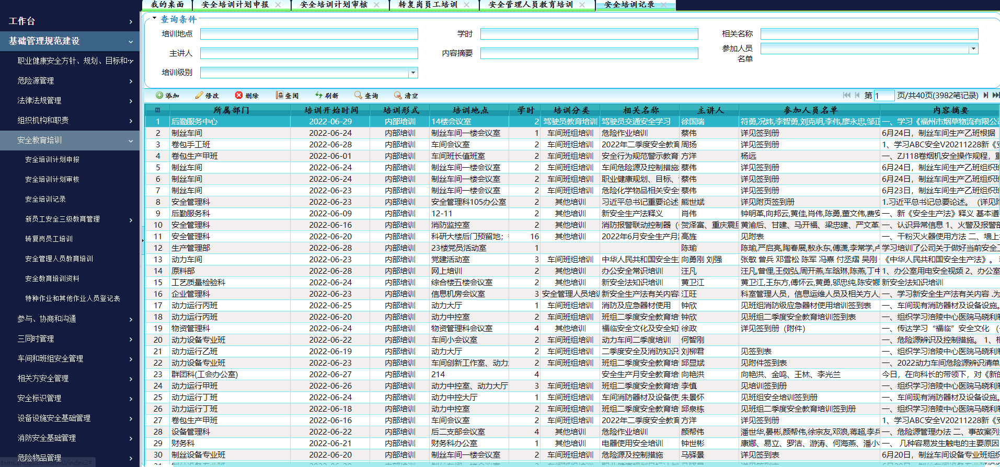 我的桌面 安全培训计划申报 安全培训计划审核 转复岗员工培训 安全管理人员教育培训 安全培训记录
工作台
基础管理规范建设
职业健康安全方针、规划、目标和
危险源管理
法律法规管理
组织机构和职责
安全教育培训
安全培训计划申报
安全培训计划审核
安全培训记录
新员工安全三级教育管理
转复岗员工培训
安全管理人员教育培训
安全教育培训资料
特种作业和其他作业人员登记表
参与、协商和沟通
三同时管理
车间和班组安全管理
相关方安全管理
安全标识管理
设备设施安全基础管理
消防安全基础管理
危险物品管理
查询条件
培训地点 学时 相关名称
主讲人 内容摘要 参加人员名单
培训级别
添加 修改 删除 查阅 刷新 查询 清空 第 1 页/共40页(3982笔记录)
所属部门 培训开始时间 培训形式 培训地点 学时 培训分类 相关名称 主讲人 参加人员名单 内容摘要
1 后勤服务中心 2022-06-29 内部培训 14楼会议室 2 驾驶员教育培训 驾驶员交通安全学习 徐国瑞 符勇,况炜,李智勇,刘克明,李伟,廖永忠,邹正 一、学习《福州市烟草物流有限公司
2 制丝车间 2022-06-24 内部培训 制丝车间一楼会议室 1 车间班组培训 危险作业培训 蔡伟 详见签到册 6月24日，制丝车间生产乙班根据
3 卷包手工班 2022-06-28 内部培训 车间会议室 2 车间班组培训 2022年二季度安全教育 周扬 详见签到册 1、学习ABC安全V20211228新《安
4 卷包生产甲班 2022-06-01 内部培训 车间班长值班室 2 车间班组培训 安全行为规范警示教育 方洋 杨远 一、ZJ118卷烟机安全操作规程，重
5 制丝车间 2022-06-24 内部培训 制丝车间一楼会议室 2 车间班组培训 车间危险源及控制措施 蔡伟 详见签到册 6月24日，制丝车间生产乙班组织班
6 制丝车间 2022-06-24 内部培训 制丝车间一楼会议室 2 车间班组培训 职业健康规划、目标、 蔡伟 详见签到册 6月24日，制丝车间生产乙班组织班
7 制丝车间 2022-06-23 内部培训 制丝车间一楼会议室 2 车间班组培训 危险化学物品相关安全 蔡伟 详见签到册 6月23日，制丝车间生产乙班组织班
8 安全管理科 2022-06-23 内部培训 安全管理科105办公室 2 其他培训 习近平总书记重要论述 熊世斌 详见附页签到册 1.习近平总书记总要论述。（详见附
9 后勤服务科 2022-06-09 内部培训 12-11 2 其他培训 新安全生产法释义 肖伟 钟明革,向邦云,黄佳,肖伟,陈勇,董文伟,费安 一、新《安全生产法》释义 基本遵
10 安全管理科 2022-06-16 内部培训 消防监控室 2 其他培训 消防报警联动控制器（ 贺泽富、重庆震旦 黄渝后、甘建、马开福、梁忠建、严文革 一、认识异常信息 1、火警及报警部
11 安全管理科 2022-06-20 内部培训 科研大楼后门预留地； 16 其他培训 2022年6月安全生产月 高旌 见附表 一、干粉灭火器使用方法 二、墙上
12 生产管理部 2022-06-28 内部培训 23楼党员活动室 1 陈瑜 陈瑜,严启亮,陶春展,敖永东,傅潇,李常学,卢 学习培训了公司关于做好当前安全工
13 动力车间 2022-06-24 内部培训 党建活动室 3 车间班组培训 中华人民共和国安全生 向勇刚 刘强 张敏 曾兵 邓雪松 陈军 冯熹 付丞熠 吴刚 《中华人民共和国安全生产法》。
14 原料部 2022-06-28 内部培训 网上培训 2 其他培训 办公安全常识培训 汪凡 汪凡,曾俚,王傚弘,周开燕,车晗琳,陈燕,丁中 1、办公室用电安全视频 2、办公室
15 工艺质量检验科 2022-06-24 内部培训 综合楼五楼会议室 2 其他培训 新安全法知识培训 黄卫江 黄卫江,王东方,傅怀云,黄勇,邬忠纯,陈安娜 新安全法知识培训
16 企业管理科 2022-06-23 内部培训 信息机房会议室 3 安全管理人员培训 新安全生产法有关内容 江旺 科室管理人员，信息运维人员及相关方人 一、学习新安全生产法有关内容 .为
17 动力运行丙班 2022-06-25 内部培训 动力大厅 1 车间班组培训 消防及应急器材使用 钟欣 见班组消防级应急器材使用培训签到表 一、车间现有消防器材及设备设施。
18 动力运行丙班 2022-06-20 内部培训 动力中控室 2 车间班组培训 班组二季度安全教育培 钟欣 见班组二季度安全教育培训签到表 一、组织学习涪陵中心医院马晓利制
19 物资管理科 2022-06-24 内部培训 物资管理科会议室 4 其他培训 福临安全文化及安全知 徐政 详见签到册（附件） 一、传达学习“福临”安全文化 （
20 动力设备专业班 2022-06-22 内部培训 车间小会议室 2 车间班组培训 动力车间二季度培训 何智刚 一、危险源辨识及控制措施。 1、根
21 动力运行乙班 2022-06-19 内部培训 动力大厅 2 车间班组培训 二季度安全及消防知识 刘柳君 见签到表 一、组织学习涪陵中心医院马晓利制
22 动力设备专业班 2022-06-23 内部培训 车间创新工作室、动力 2 车间班组培训 班组二季度安全教育培 邱显斌 见附件签到表 一、2022动力车间危险源辨识清单
23 群团科(工会办公室) 2022-06-27 内部培训 214 4 安全生产月安全教育培 向艳洪 向艳洪、金鸣、王林、李光兰 今日，在向科长的带领下，对《新的
24 动力运行甲班 2022-06-26 内部培训 动力中控室、动力大厅 3 车间班组培训 班组二季度安全教育培 李慎 见培训签到册 一、组织学习涪陵中心医院马晓利制
25 动力运行丁班 2022-06-24 内部培训 动力中控大厅 1 车间班组培训 车间消防器材及设备使 朱景怀 见班组安全培训签到册 一、车间现有消防器材及设备设施。
26 动力运行丁班 2022-06-18 内部培训 动力中控室 2 车间班组培训 班组二季度安全教育培 邱泉栋 见班组二季度安全教育培训签到册 一、组织学习涪陵中心医院马晓利制
27 卷包生产甲班 2022-06-16 内部培训 车间会议室 2 车间班组培训 2022年二季度安全教育 方洋 详见签到册 1、学习ABC安全V20211228新《安
28 设备管理科 2022-06-22 内部培训 后二支部会议室 4 其他培训 危险作业培训 颜帮伟 潘世华,晏彬,颜帮伟,徐宗友,邓浪,蒋超,李兵 一、危险源管理办法 二、事故案列
29 财务科 2022-06-21 内部培训 财务科办公室 1 其他培训 电器使用安全培训 钟世彬 康娜、易立、罗洁、游涛、何海燕、潘小 一、 几种容易发生触电的主要原因
30 制丝设备专业班 2022-06-20 内部培训 制丝车间一楼会议室 2 车间班组培训 危险源及控制措施 马驿景 详见签到册 6月20日，制丝车间设备专业班组织